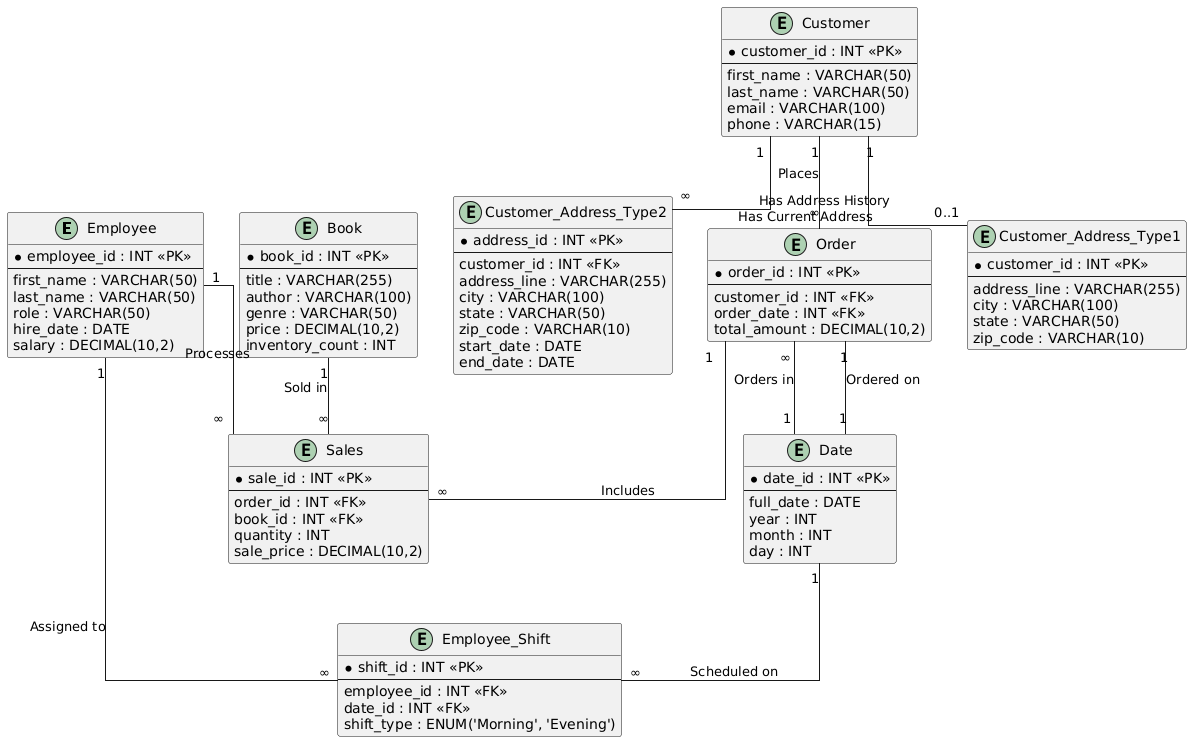 E Customer
* customer_id : INT «PK»
first_name : VARCHAR(50)
last_name : VARCHAR(50)
email : VARCHAR(100)
phone : VARCHAR(15)
1
1
1
Places
Has Address History
Has Current Address
∞
∞
0..1
E Employee
* employee_id : INT «PK»
first_name : VARCHAR(50)
last_name : VARCHAR(50)
role : VARCHAR(50)
hire_date : DATE
salary : DECIMAL(10,2)
E Book
* book_id : INT «PK»
title : VARCHAR(255)
author : VARCHAR(100)
genre : VARCHAR(50)
price : DECIMAL(10,2)
inventory_count : INT
E Customer_Address_Type2
* address_id : INT «PK»
customer_id : INT «FK»
address_line : VARCHAR(255)
city : VARCHAR(100)
state : VARCHAR(50)
zip_code : VARCHAR(10)
start_date : DATE
end_date : DATE
E Order
* order_id : INT «PK»
customer_id : INT «FK»
order_date : INT «FK»
total_amount : DECIMAL(10,2)
E Customer_Address_Type1
* customer_id : INT «PK»
address_line : VARCHAR(255)
city : VARCHAR(100)
state : VARCHAR(50)
zip_code : VARCHAR(10)
1
Processes
∞
1
1
Sold in
∞
1
∞
1
Orders in
Ordered on
1
1
E Sales
* sale_id : INT «PK»
order_id : INT «FK»
book_id : INT «FK»
quantity : INT
sale_price : DECIMAL(10,2)
∞
Includes
E Date
* date_id : INT «PK»
full_date : DATE
year : INT
month : INT
day : INT
1
Assigned to
∞
E Employee_Shift
* shift_id : INT «PK»
employee_id : INT «FK»
date_id : INT «FK»
shift_type : ENUM('Morning', 'Evening')
∞
Scheduled on